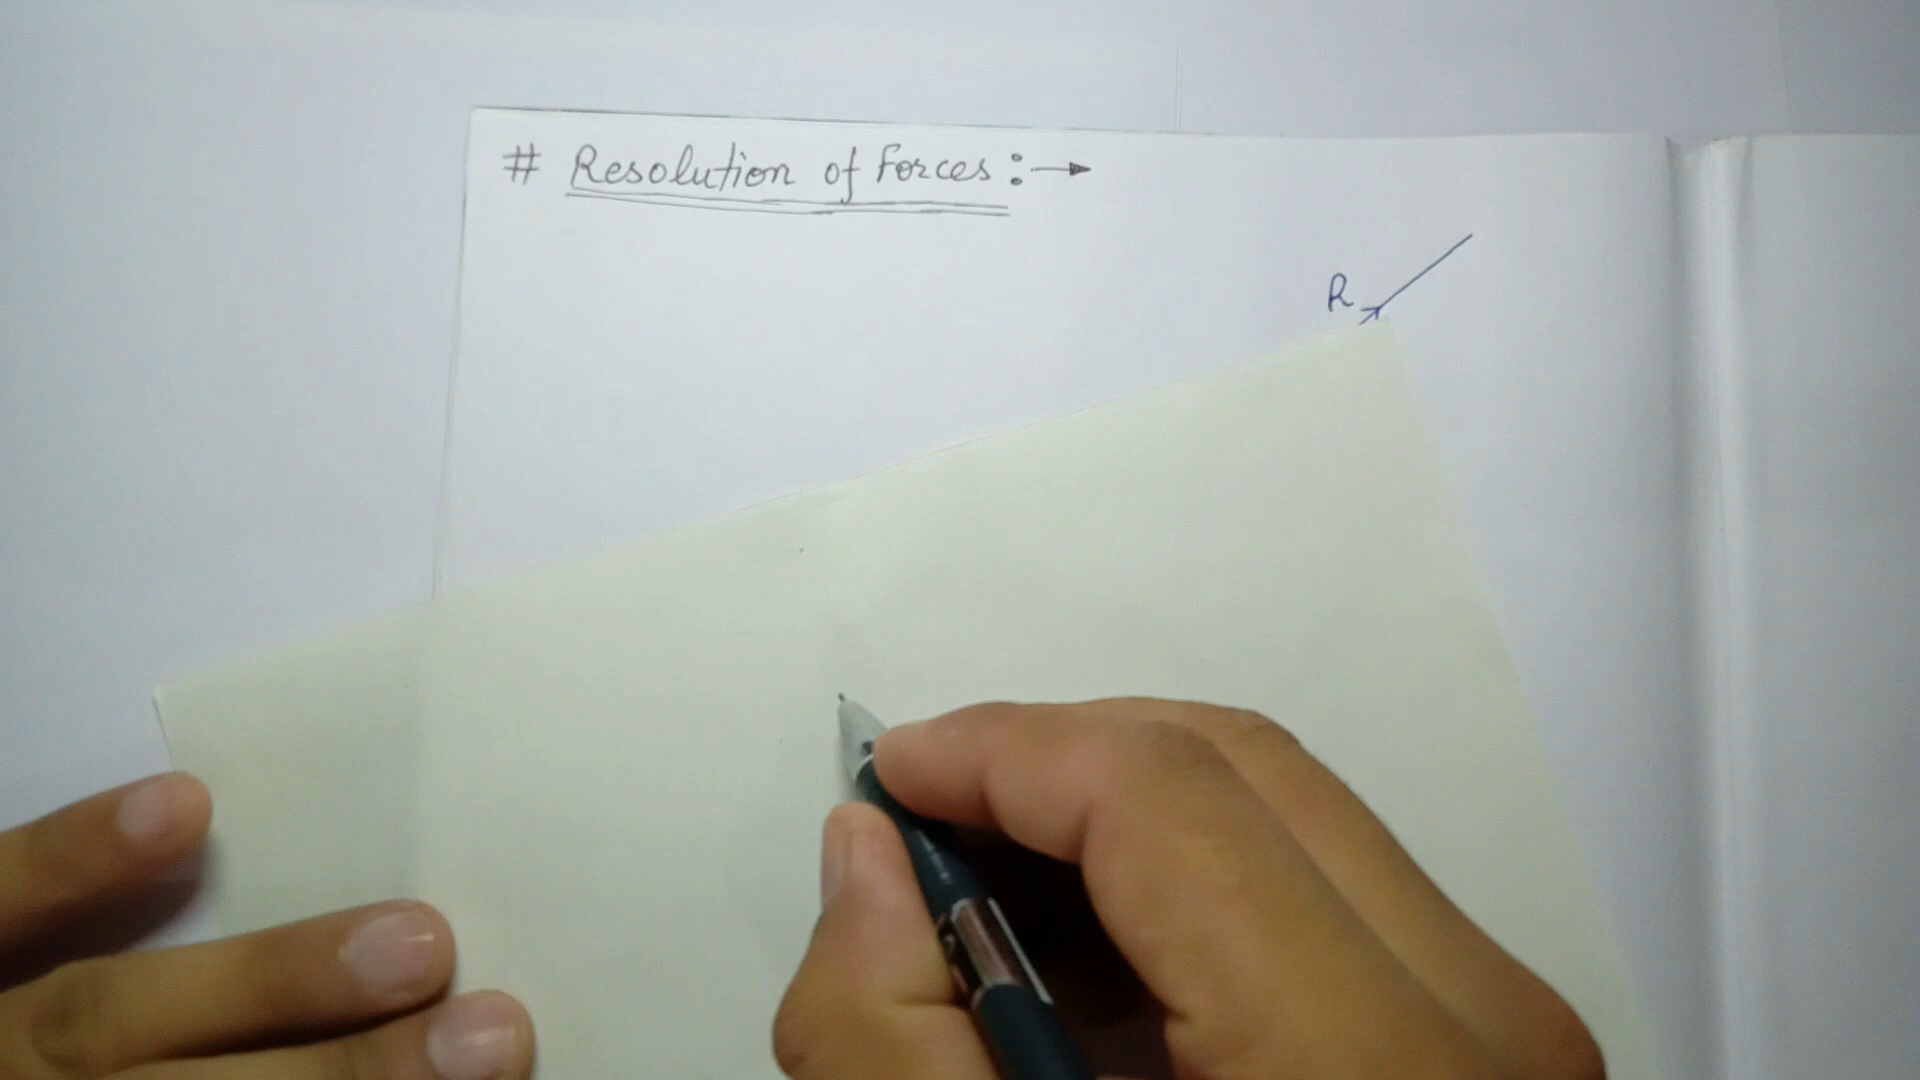 # Resolution of Forces :→
R